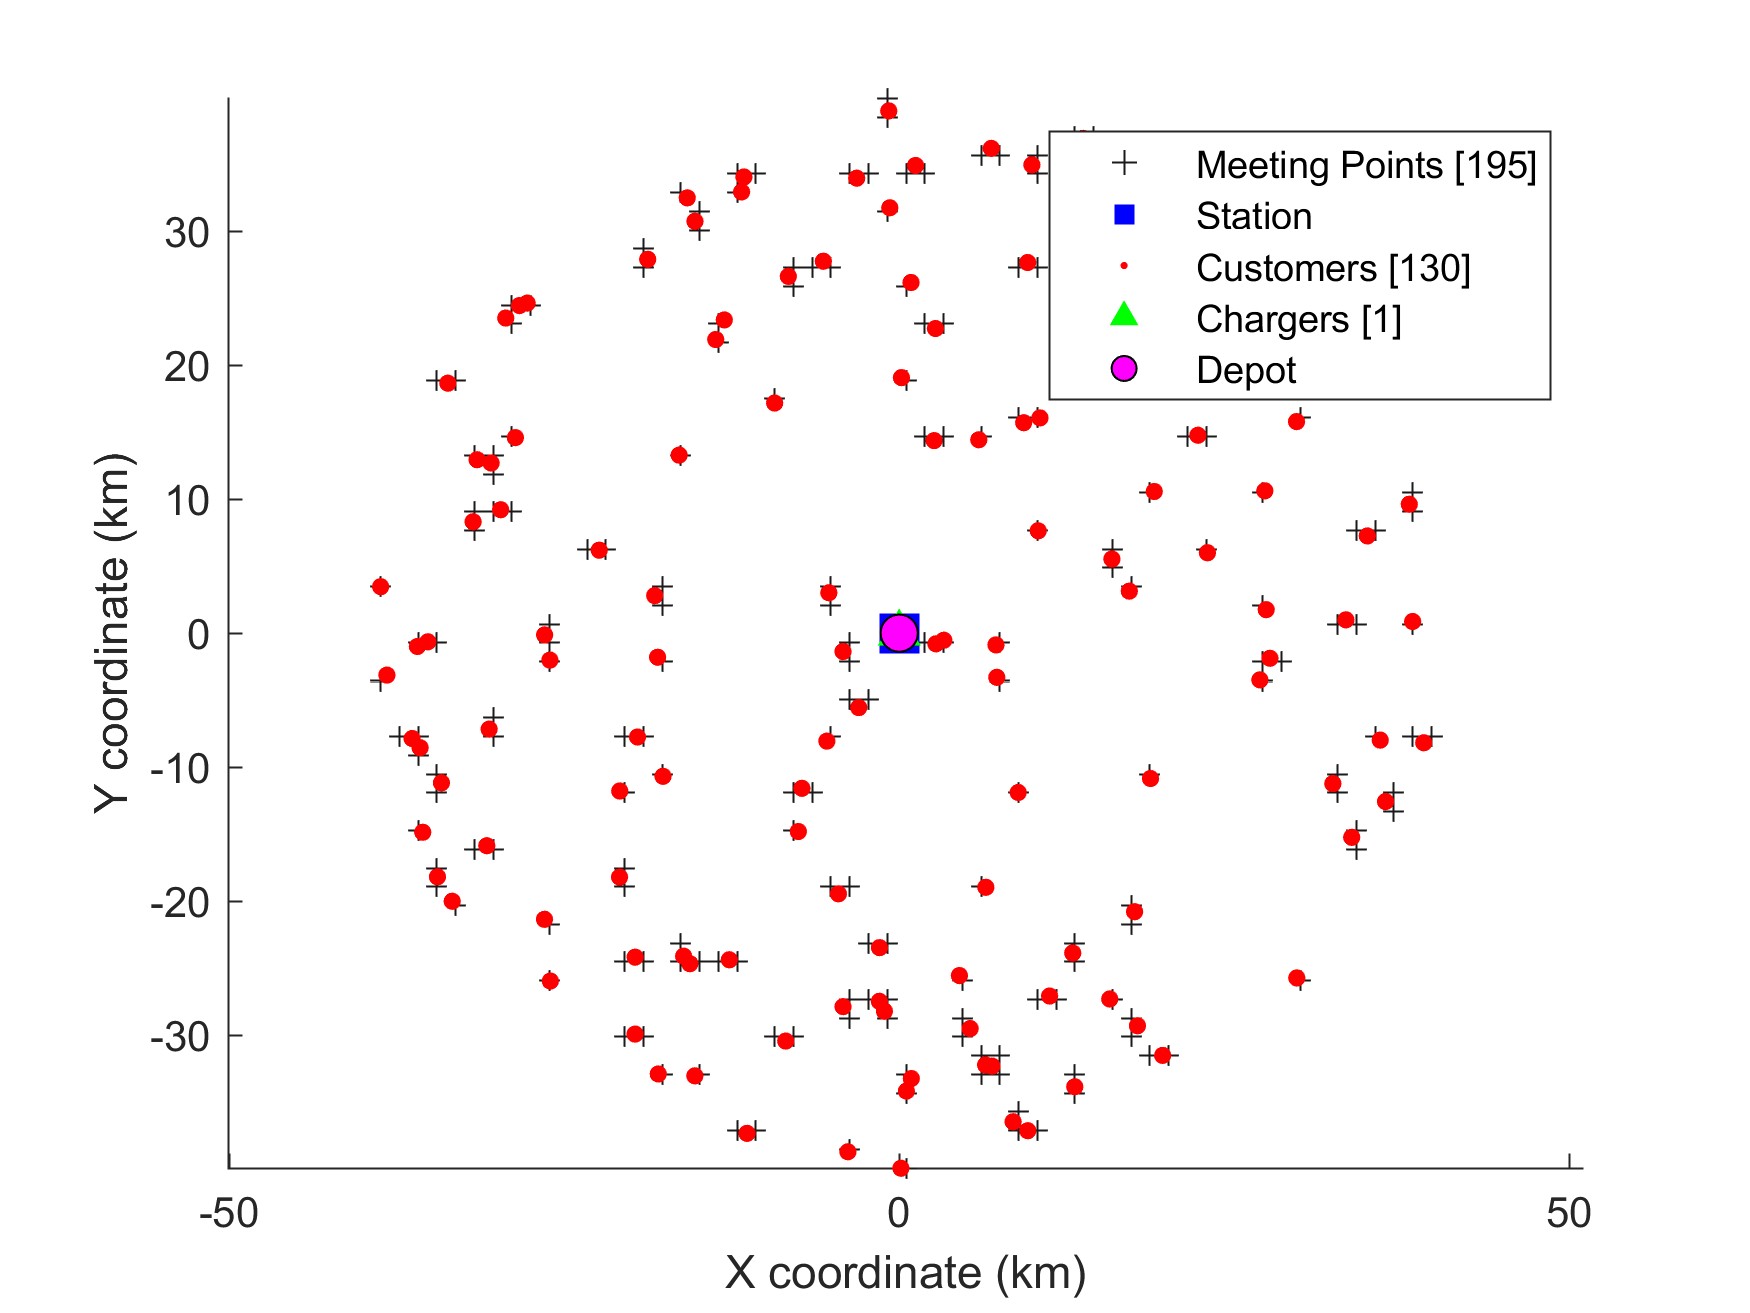 Meeting Points [195]
Station
Customers [130]
Chargers [1]
Depot
30
20
10
0
-10
-20
-30
Y coordinate (km)
-50 0 50
X coordinate (km)